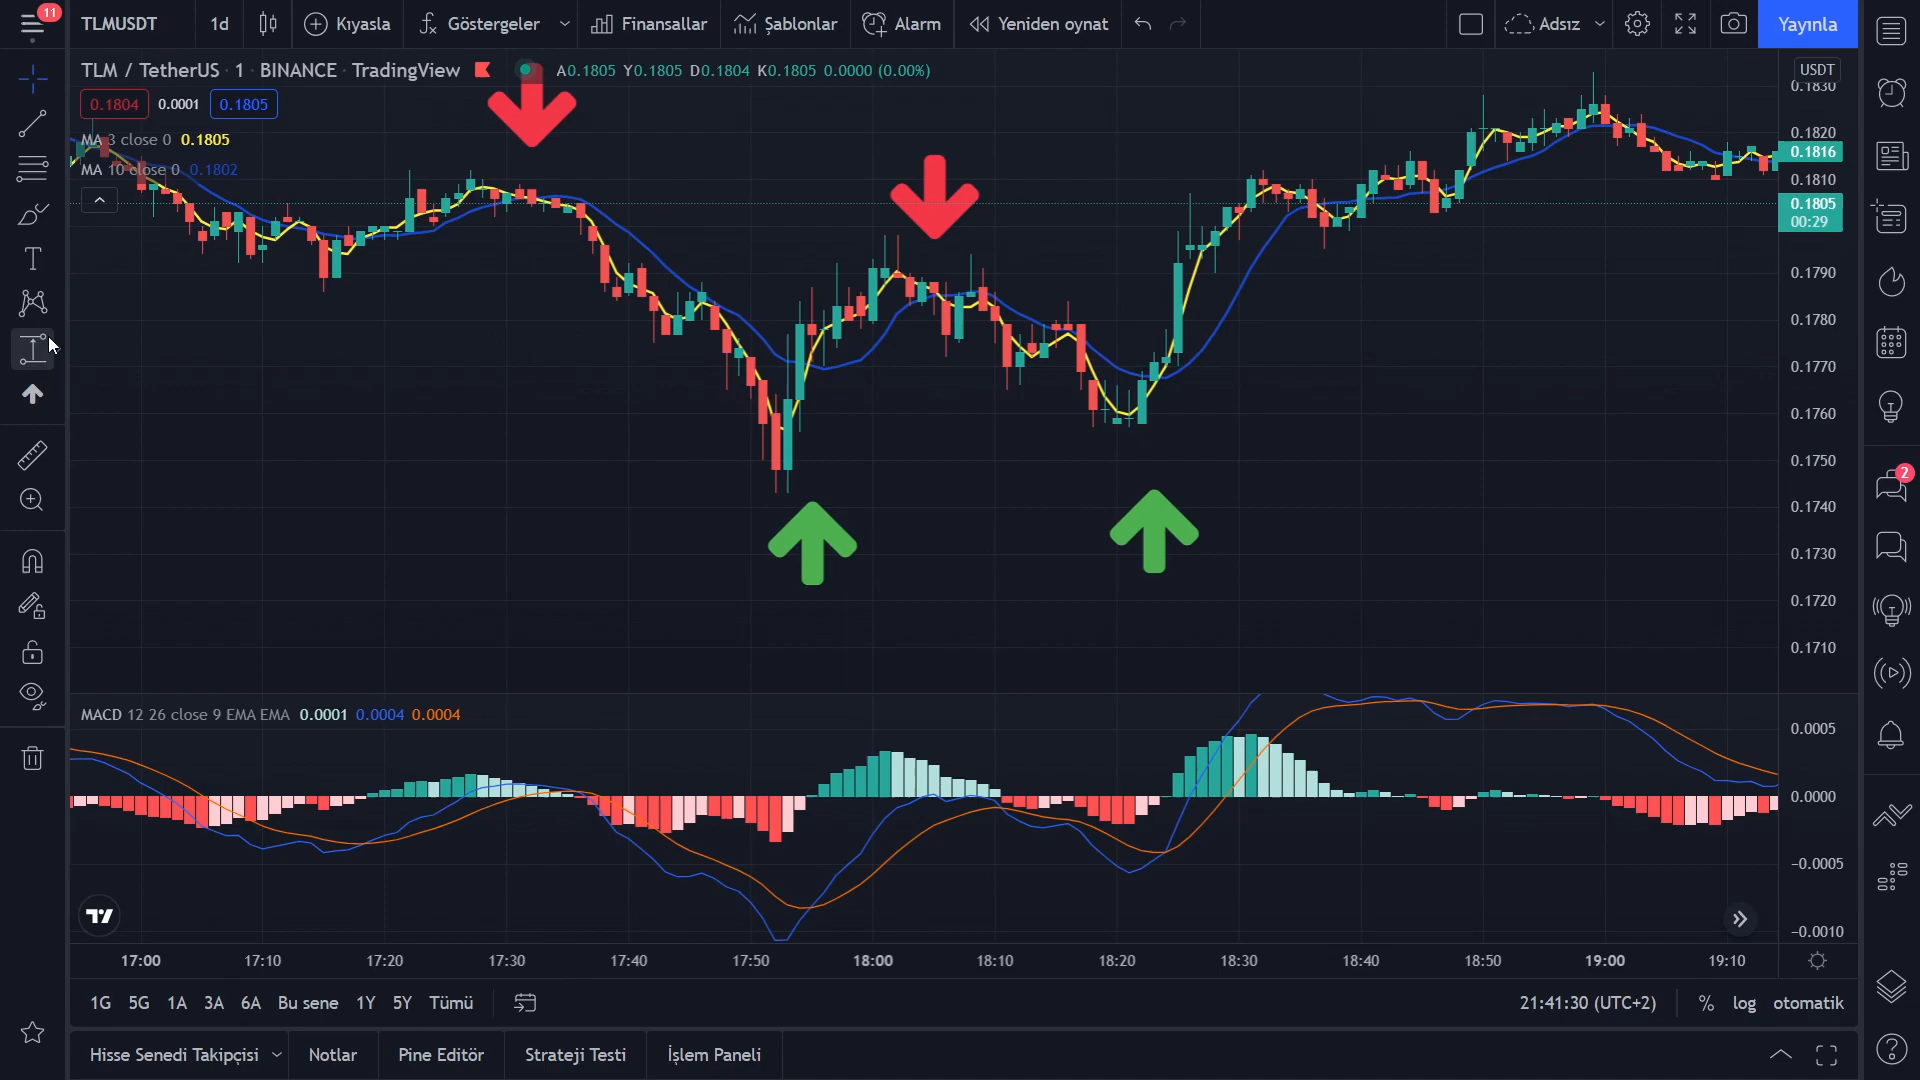 11
TLMUSDT
1d
Kıyasla
Göstergeler
Finansallar
Şablonlar
Alarm
Yeniden oynat
Adsız
Yayınla
TLM / TetherUS · 1 · BINANCE · TradingView
A0.1805 Y0.1805 D0.1804 K0.1805 0.0000 (0.00%)
0.1804 0.0001 0.1805
MA 3 close 0 0.1805
MA 10 close 0 0.1802
USDT
0.1830
0.1820
0.1816
0.1810
0.1805
00:29
0.1790
0.1780
0.1770
0.1760
0.1750
0.1740
0.1730
0.1720
0.1710
2
MACD 12 26 close 9 EMA EMA 0.0001 0.0004 0.0004
0.0005
0.0000
−0.0005
−0.0010
17:00 17:10 17:20 17:30 17:40 17:50 18:00 18:10 18:20 18:30 18:40 18:50 19:00 19:10
1G 5G 1A 3A 6A Bu sene 1Y 5Y Tümü
21:41:30 (UTC+2)
% log otomatik
Hisse Senedi Takipçisi
Notlar
Pine Editör
Strateji Testi
İşlem Paneli